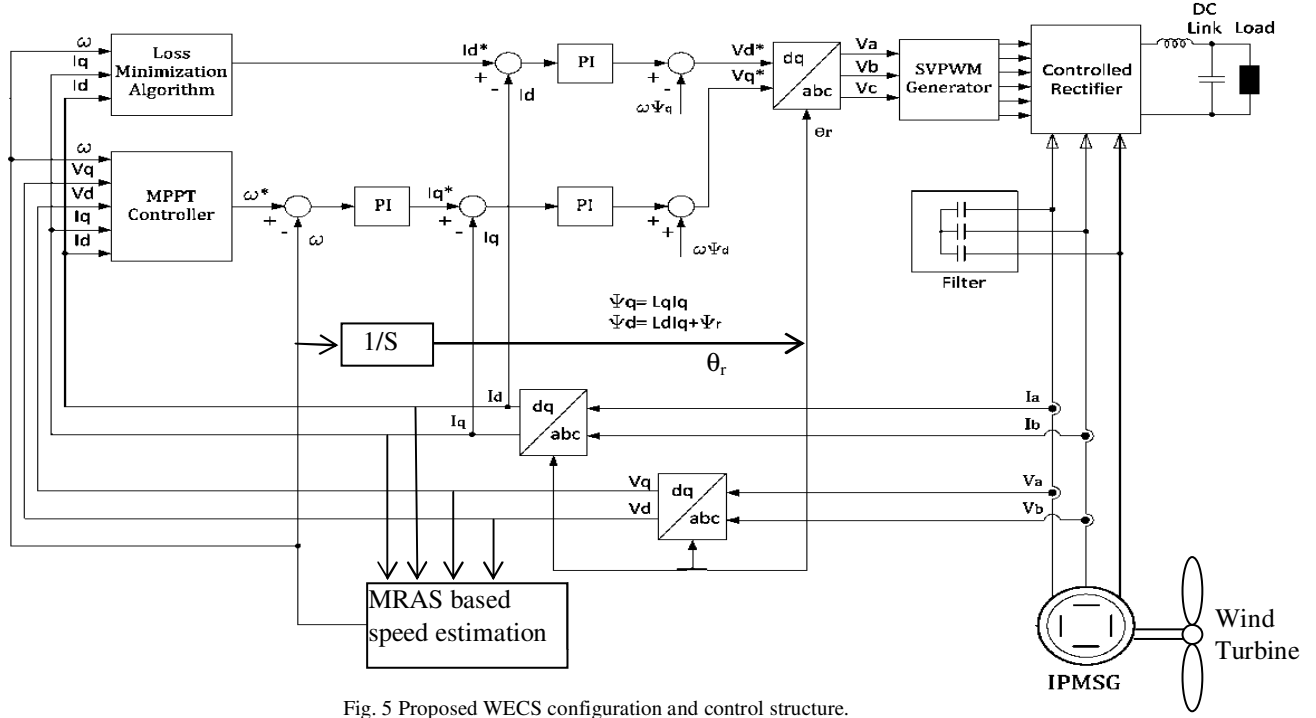 DC
Link Load
ω
Iq
Id
Loss
Minimization
Algorithm
Id*
+
-
Id
PI
+
-
ωΨq
Vd*
Vq*
dq
abc
Va
Vb
Vc
SVPWM
Generator
Controlled
Rectifier
θr
ω
Vq
Vd
Iq
Id
MPPT
Controller
ω*
+
-
ω
PI
Iq*
+
-
Iq
PI
+
+
ωΨd
Filter
Ψq= LqIq
Ψd= LdIq+Ψr
1/S
θr
Id
Iq
dq
abc
Ia
Ib
Vq
Vd
dq
abc
Va
Vb
MRAS based
speed estimation
Wind
Turbine
IPMSG
Fig. 5 Proposed WECS configuration and control structure.